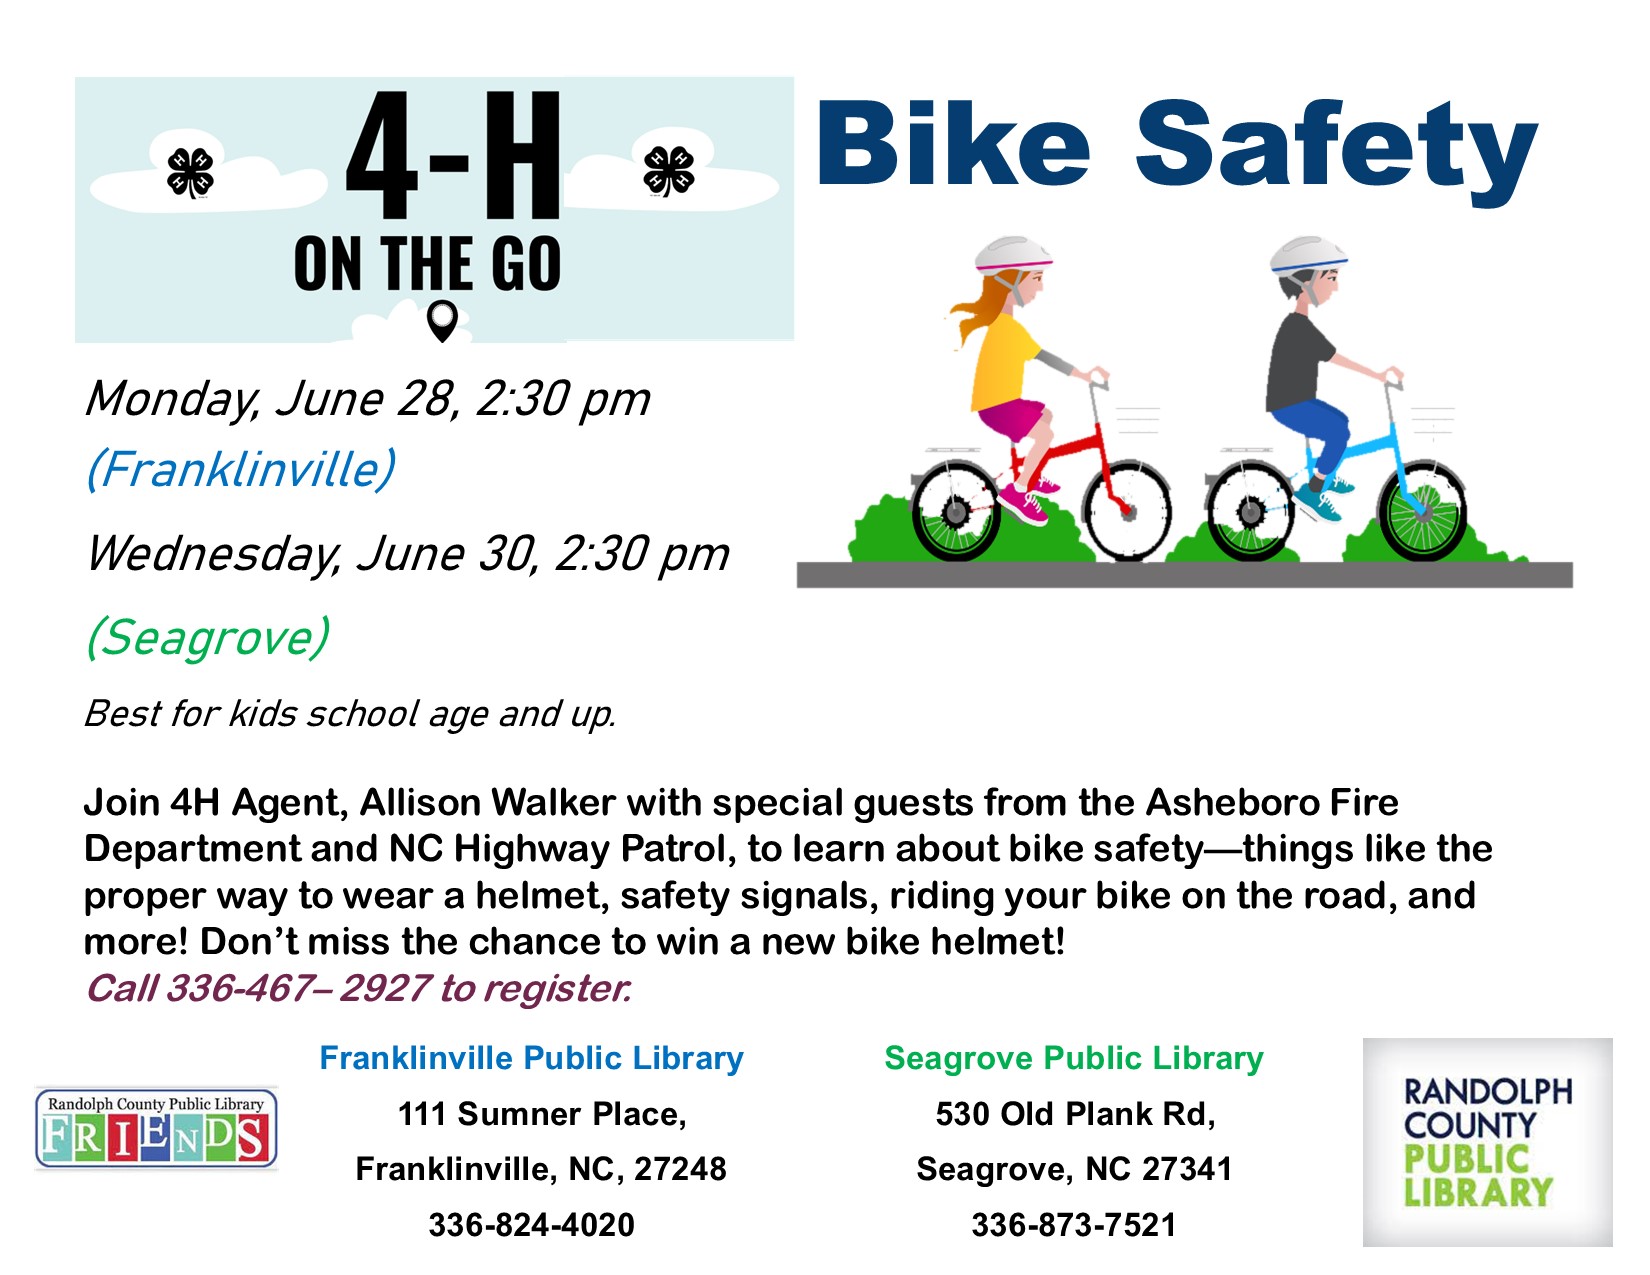 4-H
ON THE GO
Bike Safety
Monday, June 28, 2:30 pm
(Franklinville)
Wednesday, June 30, 2:30 pm
(Seagrove)
Best for kids school age and up.
Join 4H Agent, Allison Walker with special guests from the Asheboro Fire
Department and NC Highway Patrol, to learn about bike safety—things like the
proper way to wear a helmet, safety signals, riding your bike on the road, and
more! Don’t miss the chance to win a new bike helmet!
Call 336-467– 2927 to register.
Randolph County Public Library
FRIENDS
Franklinville Public Library
111 Sumner Place,
Franklinville, NC, 27248
336-824-4020
Seagrove Public Library
530 Old Plank Rd,
Seagrove, NC 27341
336-873-7521
RANDOLPH
COUNTY
PUBLIC
LIBRARY